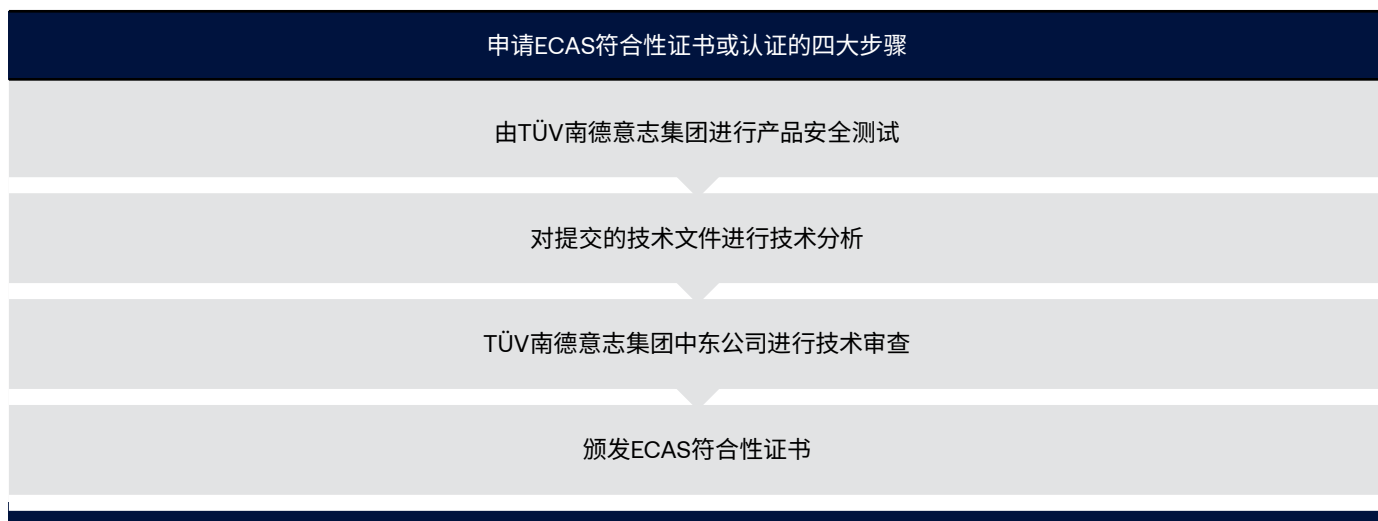 申请ECAS符合性证书或认证的四大步骤
由TÜV南德意志集团进行产品安全测试
对提交的技术文件进行技术分析
TÜV南德意志集团中东公司进行技术审查
颁发ECAS符合性证书